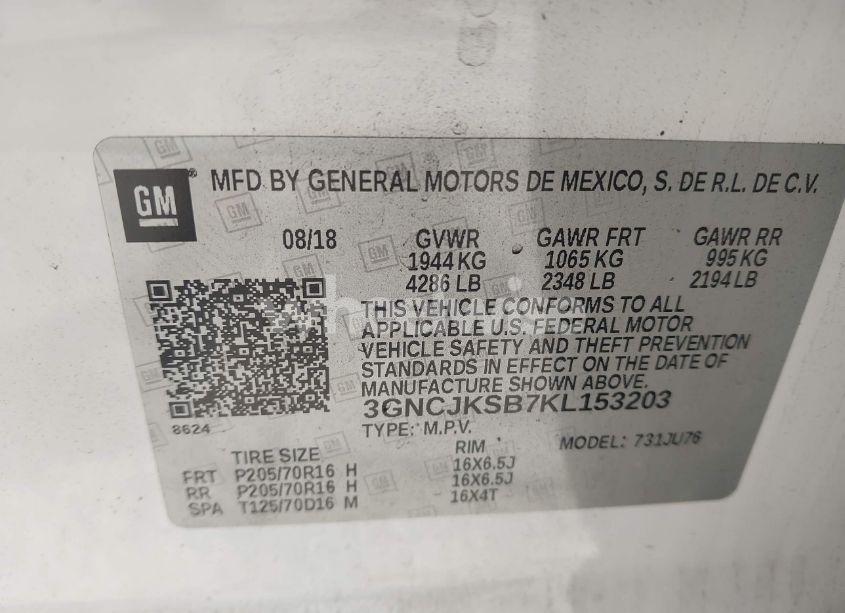 GM® MFD BY GENERAL MOTORS DE MEXICO, S. DE R.L. DE C.V.
08/18 GVWR GAWR FRT GAWR RR
1944 KG 1065 KG 995 KG
4286 LB 2348 LB 2194 LB
THIS VEHICLE CONFORMS TO ALL
APPLICABLE U.S. FEDERAL MOTOR
VEHICLE SAFETY AND THEFT PREVENTION
STANDARDS IN EFFECT ON THE DATE OF
MANUFACTURE SHOWN ABOVE.
3GNCJKSB7KL153203
8624
TYPE: M.P.V. MODEL: 731JU76
TIRE SIZE RIM
FRT P205/70R16 H 16X6.5J
RR P205/70R16 H 16X6.5J
SPA T125/70D16 M 16X4T